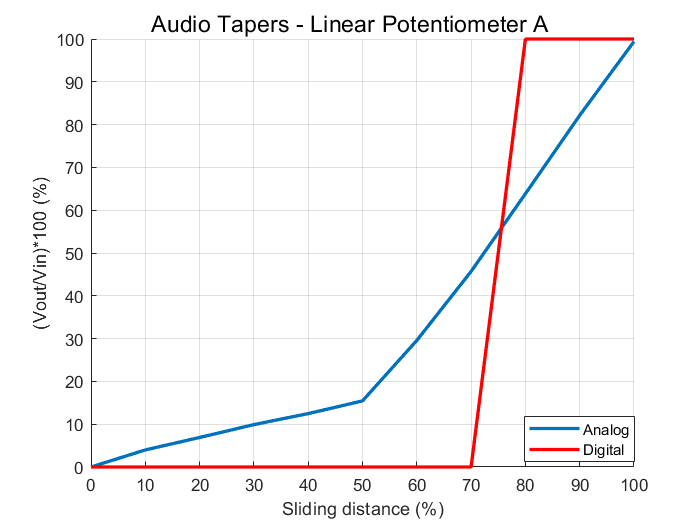 Audio Tapers - Linear Potentiometer A
(Vout/Vin)*100 (%)
100
90
80
70
60
50
40
30
20
10
0
0 10 20 30 40 50 60 70 80 90 100
Sliding distance (%)
Analog
Digital